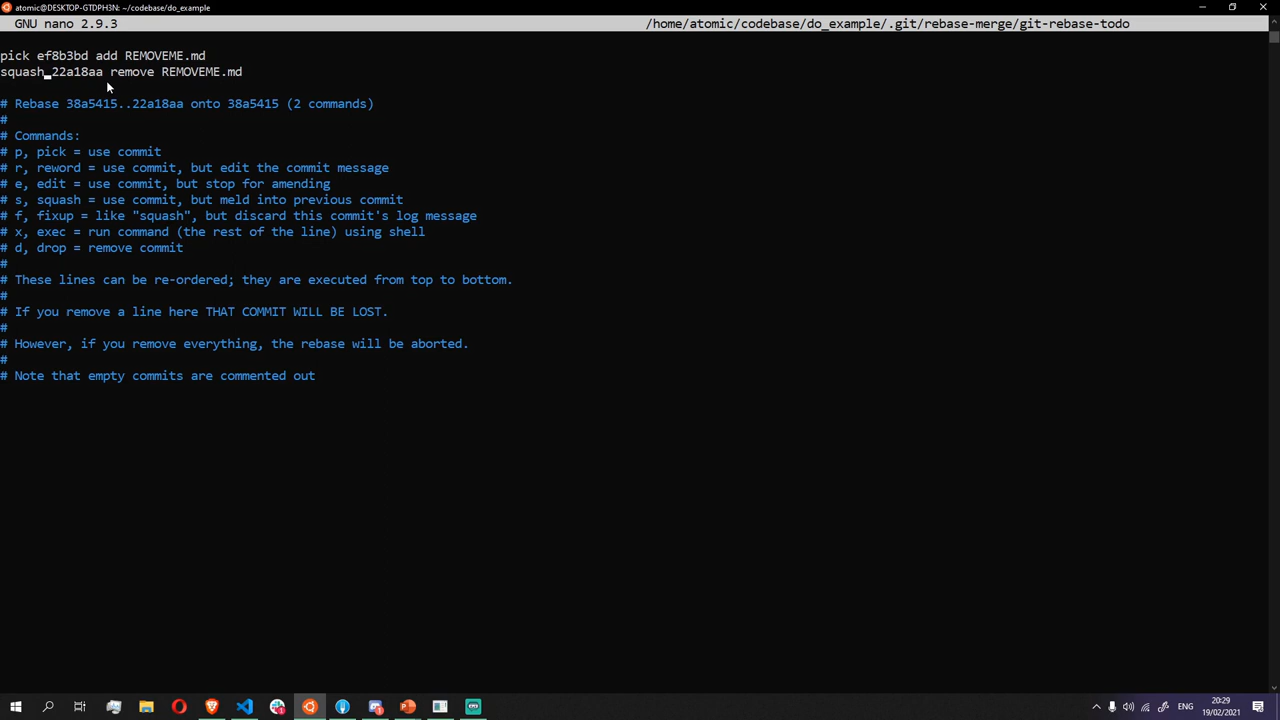 atomic@DESKTOP-GTDPH3N: ~/codebase/do_example
GNU nano 2.9.3 /home/atomic/codebase/do_example/.git/rebase-merge/git-rebase-todo
pick ef8b3bd add REMOVEME.md
squash 22a18aa remove REMOVEME.md
# Rebase 38a5415..22a18aa onto 38a5415 (2 commands)
#
# Commands:
# p, pick = use commit
# r, reword = use commit, but edit the commit message
# e, edit = use commit, but stop for amending
# s, squash = use commit, but meld into previous commit
# f, fixup = like "squash", but discard this commit's log message
# x, exec = run command (the rest of the line) using shell
# d, drop = remove commit
#
# These lines can be re-ordered; they are executed from top to bottom.
#
# If you remove a line here THAT COMMIT WILL BE LOST.
#
# However, if you remove everything, the rebase will be aborted.
#
# Note that empty commits are commented out
ENG
20:29
19/02/2021